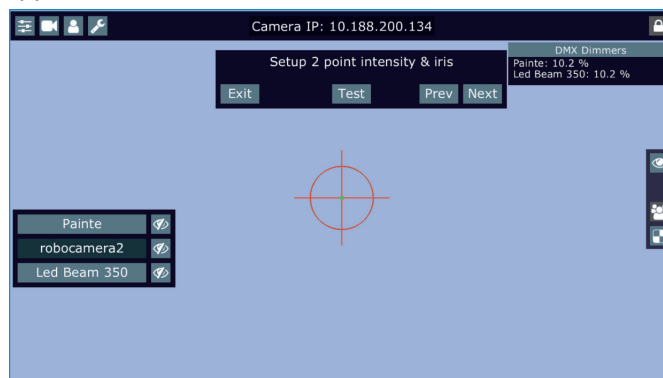 Camera IP: 10.188.200.134
Setup 2 point intensity & iris
Exit Test Prev Next
DMX Dimmers
Painte: 10.2 %
Led Beam 350: 10.2 %
Painte
robocamera2
Led Beam 350